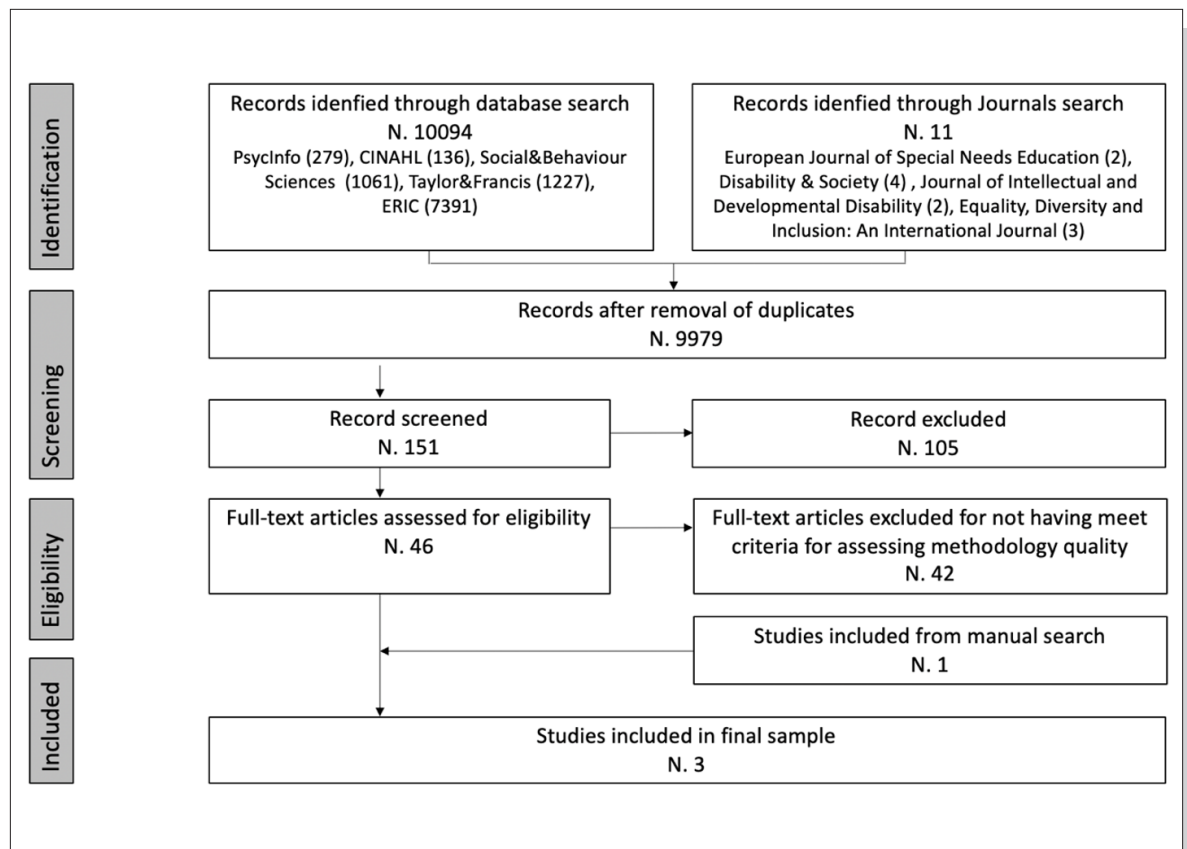 Identification
Records idenfied through database search
N. 10094
PsycInfo (279), CINAHL (136), Social&Behaviour
Sciences (1061), Taylor&Francis (1227),
ERIC (7391)
Records idenfied through Journals search
N. 11
European Journal of Special Needs Education (2),
Disability & Society (4) , Journal of Intellectual and
Developmental Disability (2), Equality, Diversity and
Inclusion: An International Journal (3)
Screening
Records after removal of duplicates
N. 9979
Record screened
N. 151
Record excluded
N. 105
Eligibility
Full-text articles assessed for eligibility
N. 46
Full-text articles excluded for not having meet
criteria for assessing methodology quality
N. 42
Studies included from manual search
N. 1
Included
Studies included in final sample
N. 3